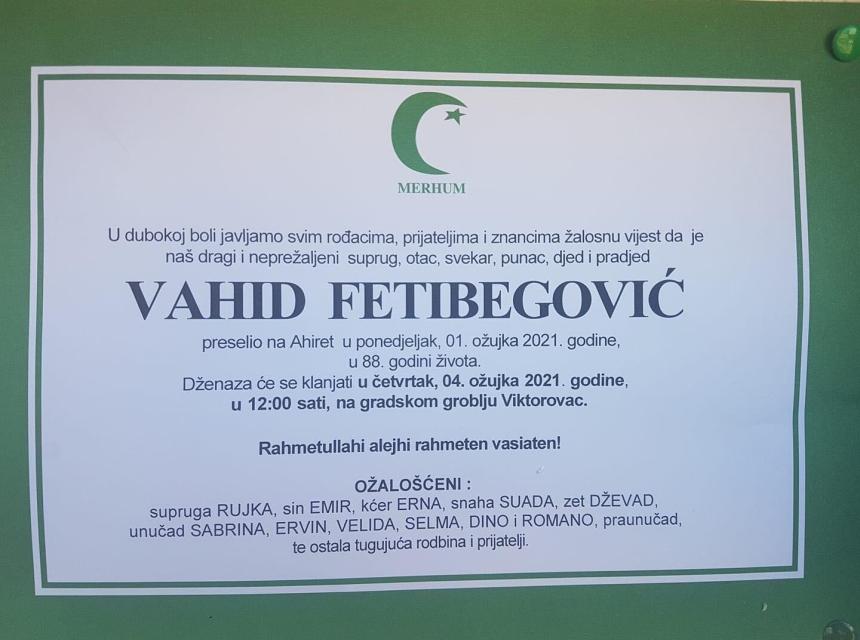 MERHUM
U dubokoj boli javljamo svim rođacima, prijateljima i znancima žalosnu vijest da je
naš dragi i neprežaljeni suprug, otac, svekar, punac, djed i pradjed
VAHID FETIBEGOVIĆ
preselio na Ahiret u ponedjeljak, 01. ožujka 2021. godine,
u 88. godini života.
Dženaza će se klanjati u četvrtak, 04. ožujka 2021. godine,
u 12:00 sati, na gradskom groblju Viktorovac.
Rahmetullahi alejhi rahmeten vasiaten!
OŽALOŠĆENI :
supruga RUJKA, sin EMIR, kćer ERNA, snaha SUADA, zet DŽEVAD,
unučad SABRINA, ERVIN, VELIDA, SELMA, DINO i ROMANO, praunučad,
te ostala tugujuća rodbina i prijatelji.